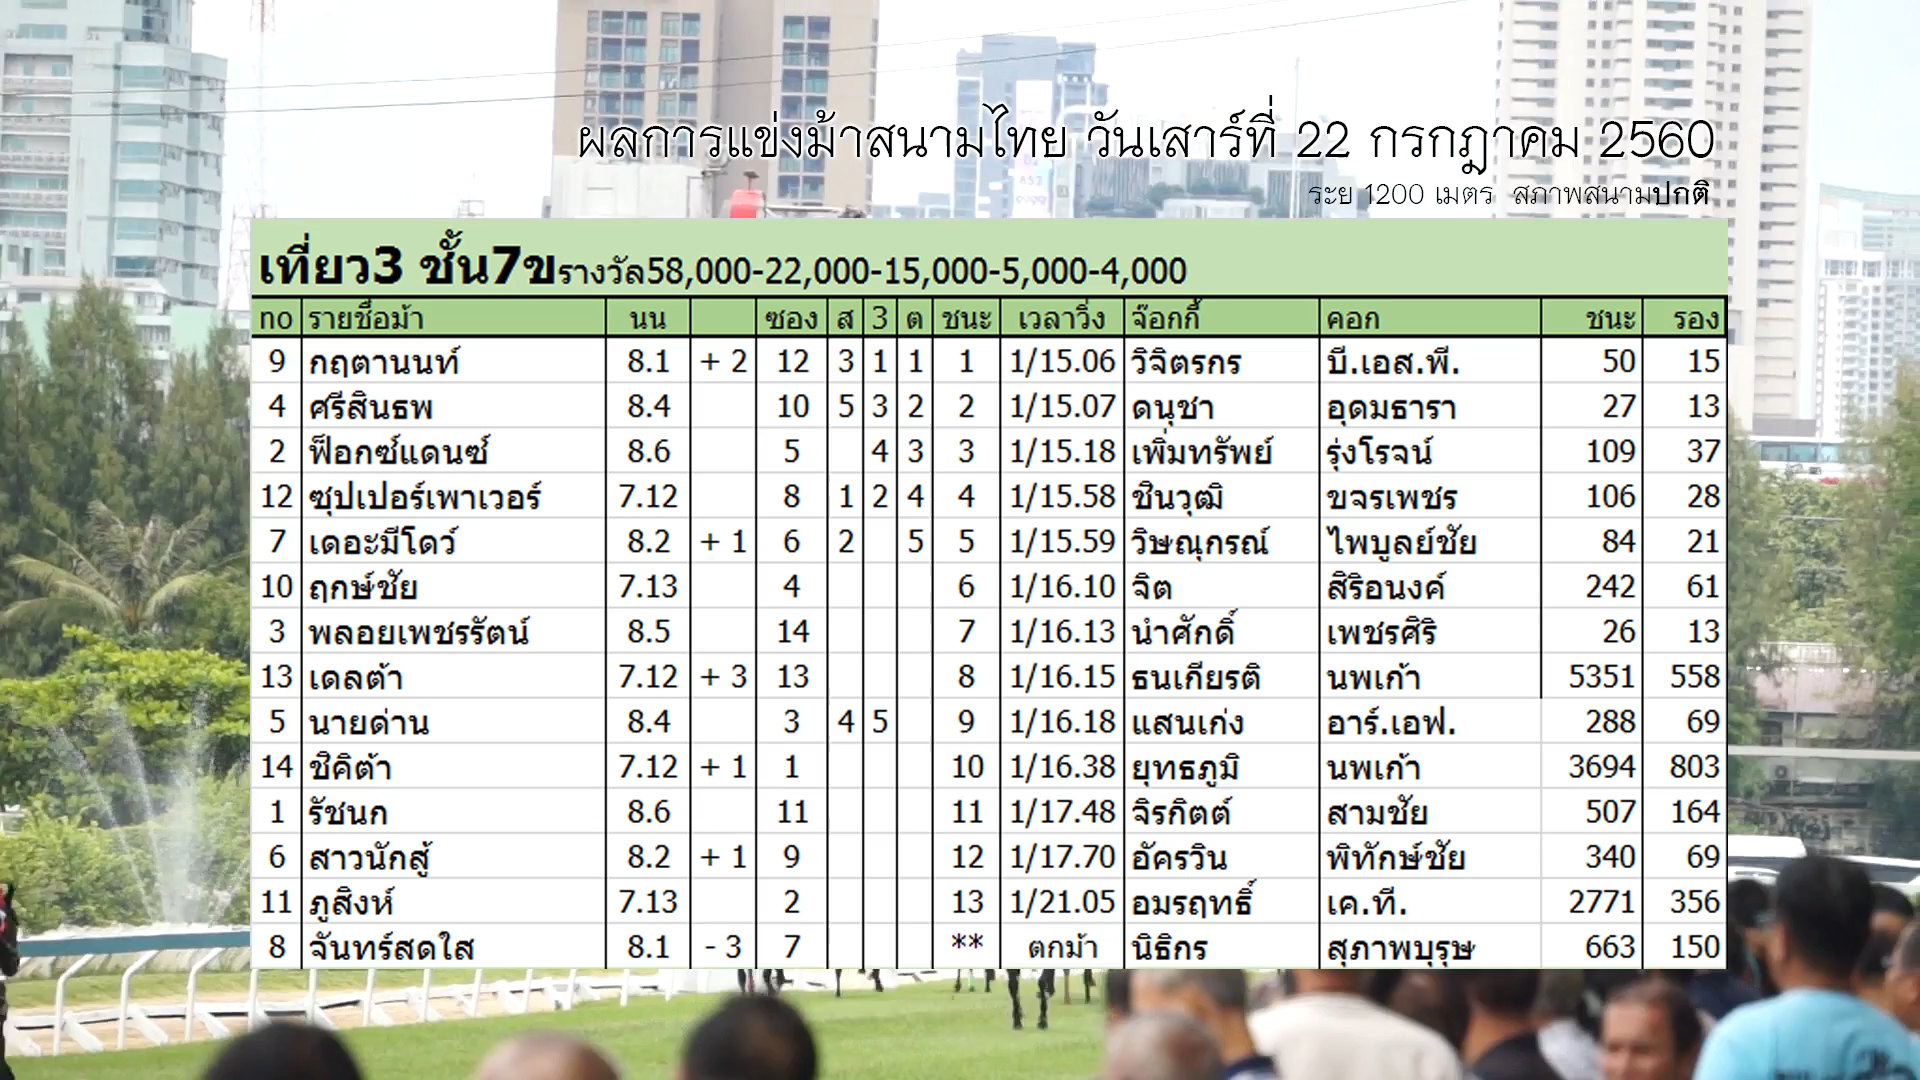 ผลการแข่งม้าสนามไทย วันเสาร์ที่ 22 กรกฎาคม 2560
ระยะ 1200 เมตร สภาพสนามปกติ
เที่ยว3 ชั้น7ขรางวัล58,000-22,000-15,000-5,000-4,000
no รายชื่อม้า นน ซอง ส 3 ต ชนะ เวลาวิ่ง จ๊อกกี้ คอก ชนะ รอง
9 กฤตานนท์ 8.1 + 2 12 3 1 1 1 1/15.06 วิจิตรกร บี.เอส.พี. 50 15
4 ศรีสินธพ 8.4 10 5 3 2 2 1/15.07 ดนุชา อุดมธารา 27 13
2 ฟ็อกซ์แดนซ์ 8.6 5 4 3 3 1/15.18 เพิ่มทรัพย์ รุ่งโรจน์ 109 37
12 ซุปเปอร์เพาเวอร์ 7.12 8 1 2 4 4 1/15.58 ชินวุฒิ ขจรเพชร 106 28
7 เดอะมีโดว์ 8.2 + 1 6 2 5 5 1/15.59 วิษณุกรณ์ ไพบูลย์ชัย 84 21
10 ฤกษ์ชัย 7.13 4 6 1/16.10 จิต สิริอนงค์ 242 61
3 พลอยเพชรรัตน์ 8.5 14 7 1/16.13 นำศักดิ์ เพชรศิริ 26 13
13 เดลต้า 7.12 + 3 13 8 1/16.15 ธนเกียรติ นพเก้า 5351 558
5 นายด่าน 8.4 3 4 5 9 1/16.18 แสนเก่ง อาร์.เอฟ. 288 69
14 ชิคิต้า 7.12 + 1 1 10 1/16.38 ยุทธภูมิ นพเก้า 3694 803
1 รัชนก 8.6 11 11 1/17.48 จิรกิตต์ สามชัย 507 164
6 สาวนักสู้ 8.2 + 1 9 12 1/17.70 อัครวิน พิทักษ์ชัย 340 69
11 ภูสิงห์ 7.13 2 13 1/21.05 อมรฤทธิ์ เค.ที. 2771 356
8 จันทร์สดใส 8.1 - 3 7 ** ตกม้า นิธิกร สุภาพบุรุษ 663 150